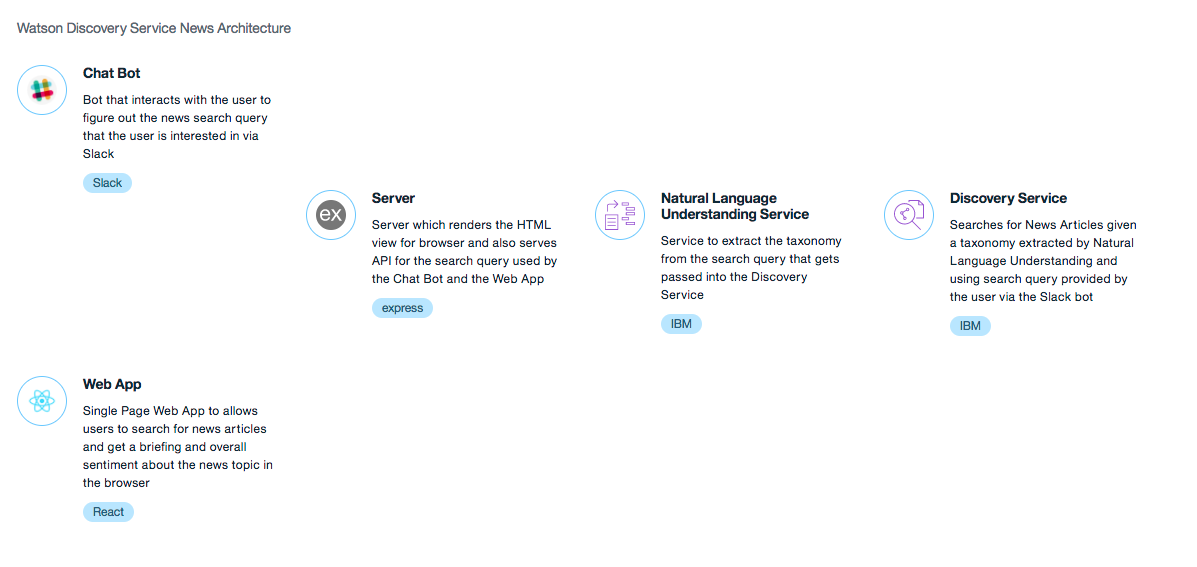 Watson Discovery Service News Architecture
Chat Bot
Bot that interacts with the user to
figure out the news search query
that the user is interested in via
Slack
Slack
ex
Server
Server which renders the HTML
view for browser and also serves
API for the search query used by
the Chat Bot and the Web App
express
Natural Language
Understanding Service
Service to extract the taxonomy
from the search query that gets
passed into the Discovery
Service
IBM
Discovery Service
Searches for News Articles given
a taxonomy extracted by Natural
Language Understanding and
using search query provided by
the user via the Slack bot
IBM
Web App
Single Page Web App to allows
users to search for news articles
and get a briefing and overall
sentiment about the news topic in
the browser
React